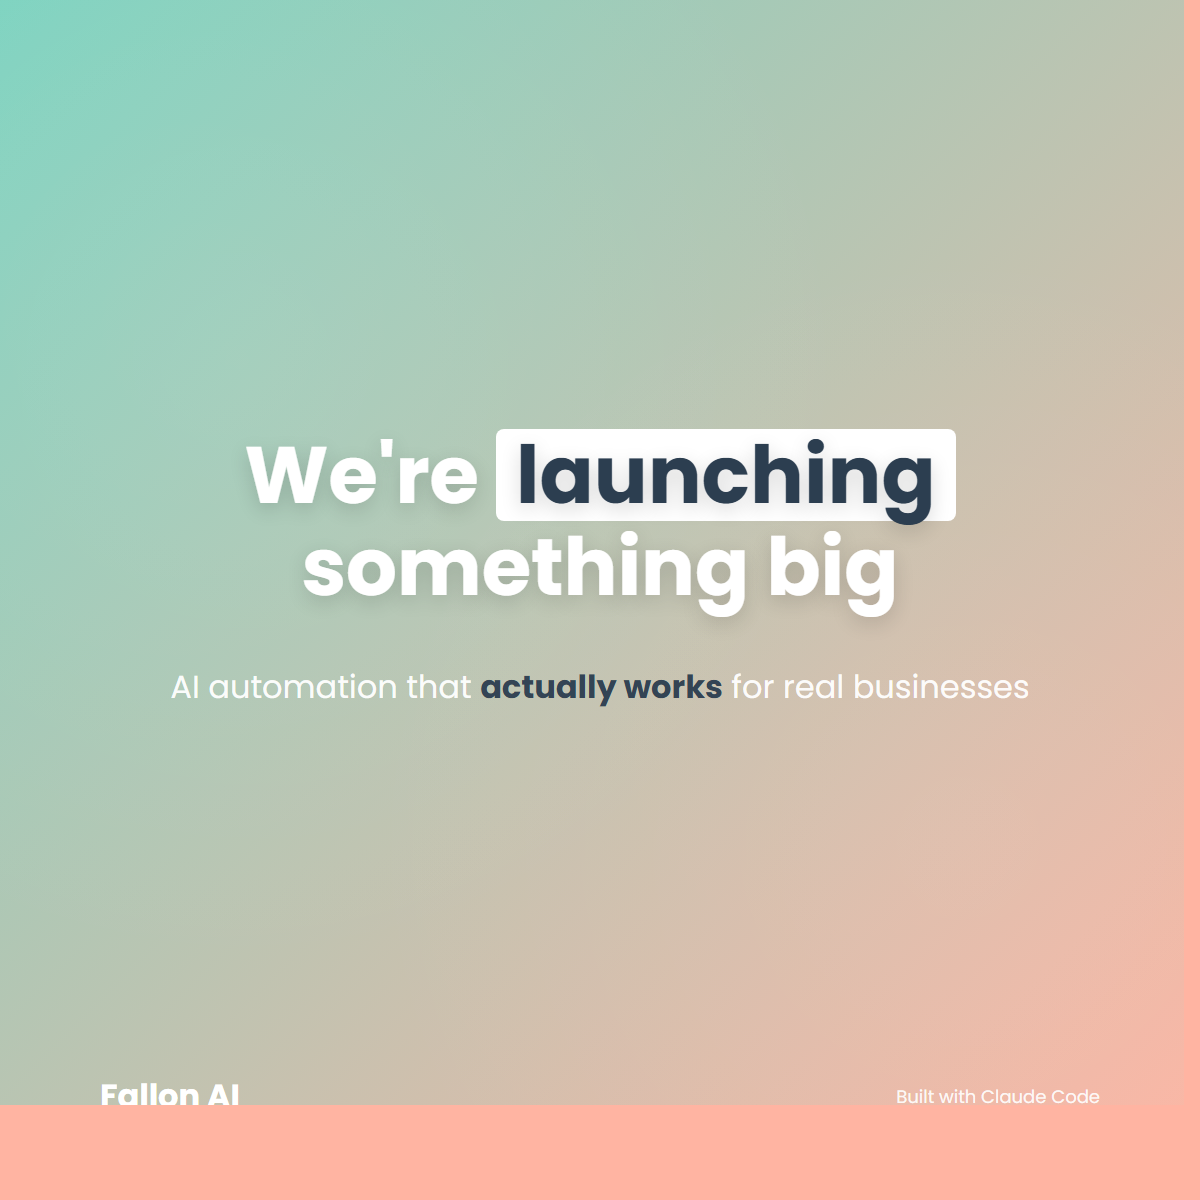 We're launching
something big
AI automation that actually works for real businesses
Fallon AI
Built with Claude Code